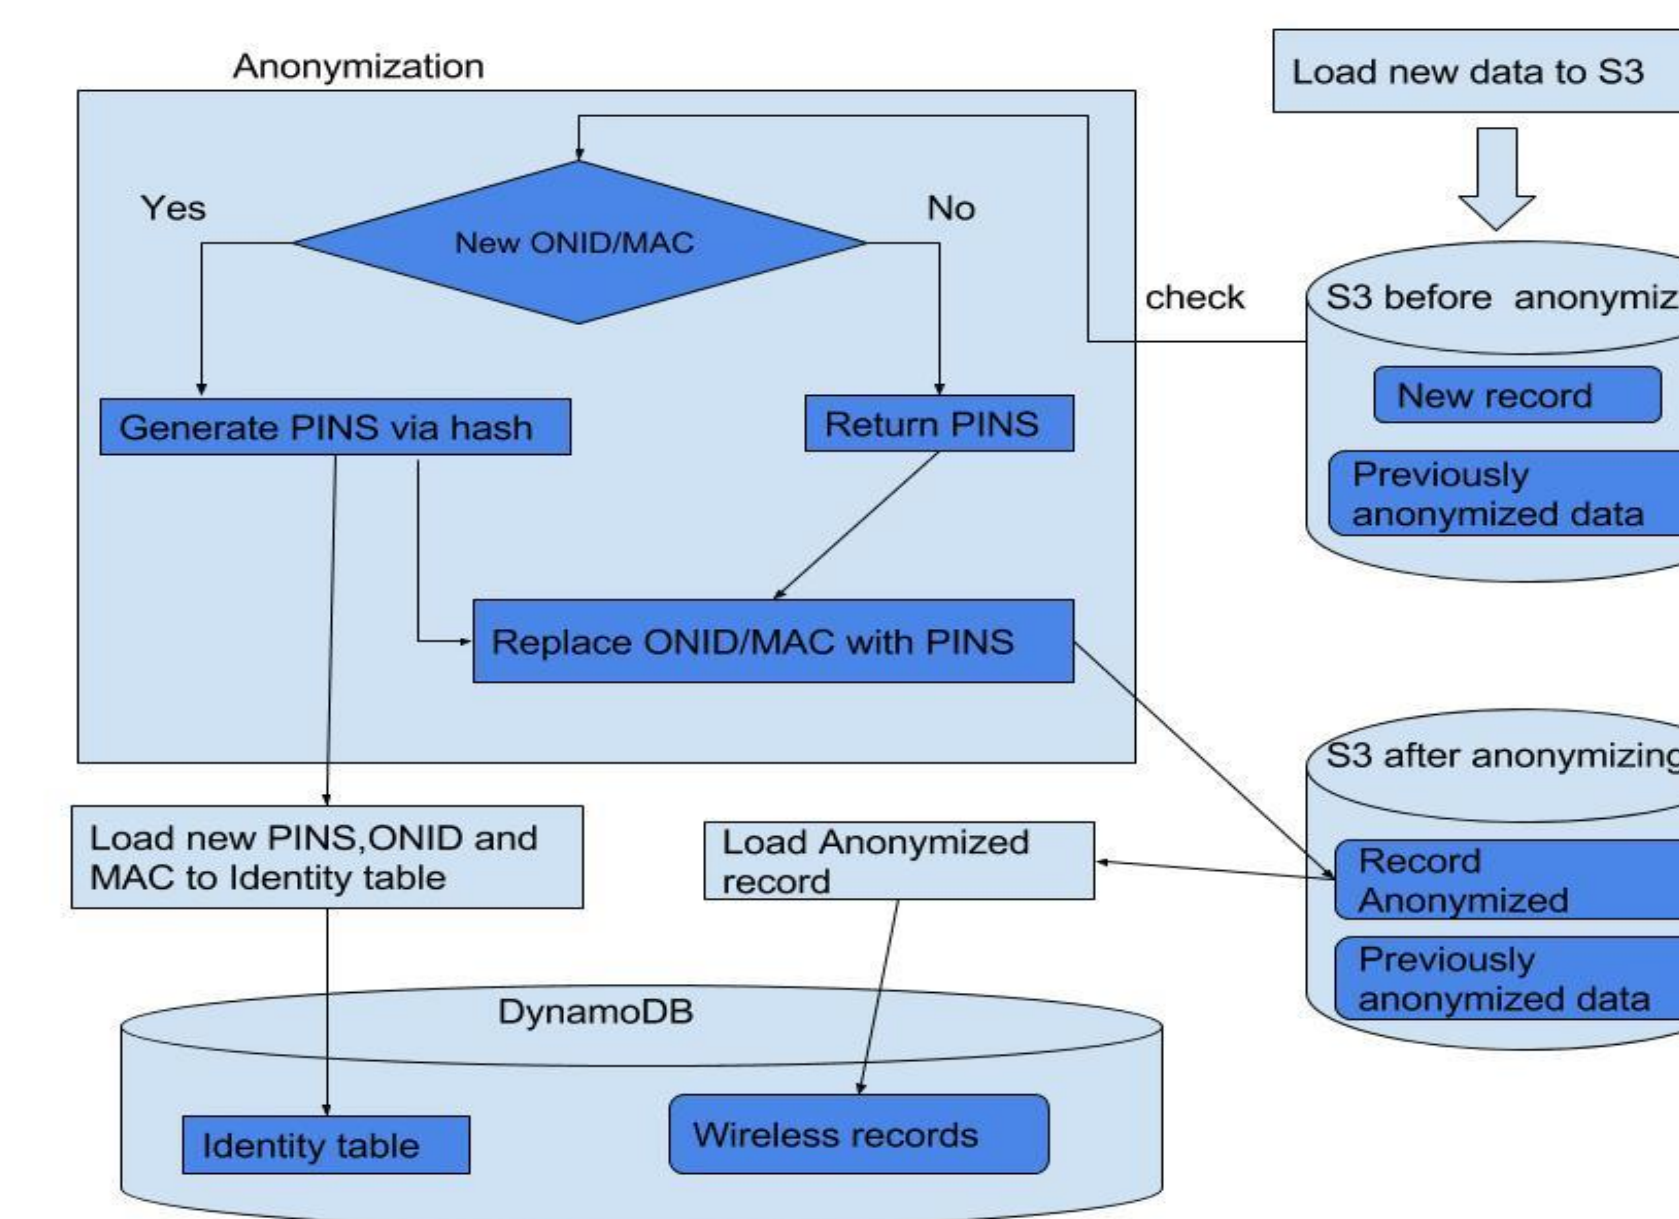 Anonymization
Load new data to S3
Yes
No
New ONID/MAC
check
S3 before  anonymiz
New record
Generate PINS via hash
Return PINS
Previously
anonymized data
Replace ONID/MAC with PINS
S3 after anonymizing
Load new PINS,ONID and
MAC to Identity table
Load Anonymized
record
Record
Anonymized
Previously
anonymized data
DynamoDB
Identity table
Wireless records